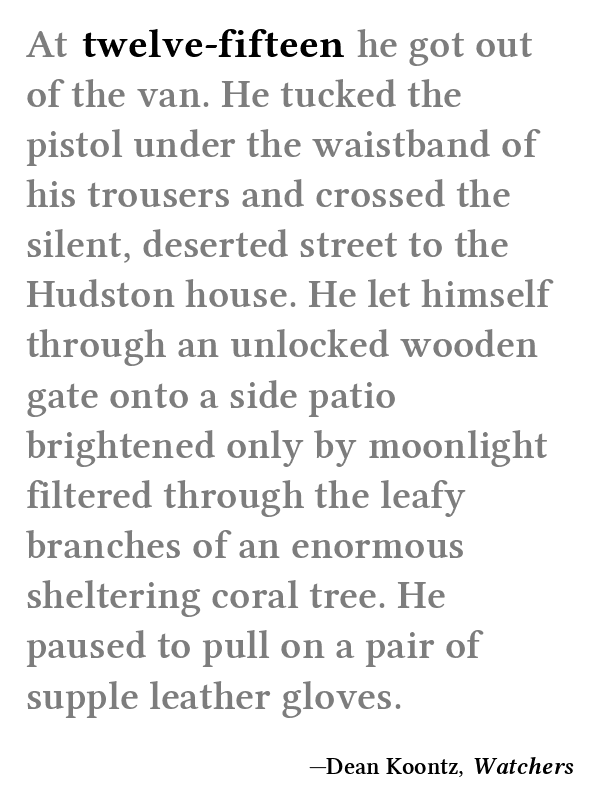 At twelve-fifteen he got out
of the van. He tucked the
pistol under the waistband of
his trousers and crossed the
silent, deserted street to the
Hudston house. He let himself
through an unlocked wooden
gate onto a side patio
brightened only by moonlight
filtered through the leafy
branches of an enormous
sheltering coral tree. He
paused to pull on a pair of
supple leather gloves.
—Dean Koontz, Watchers